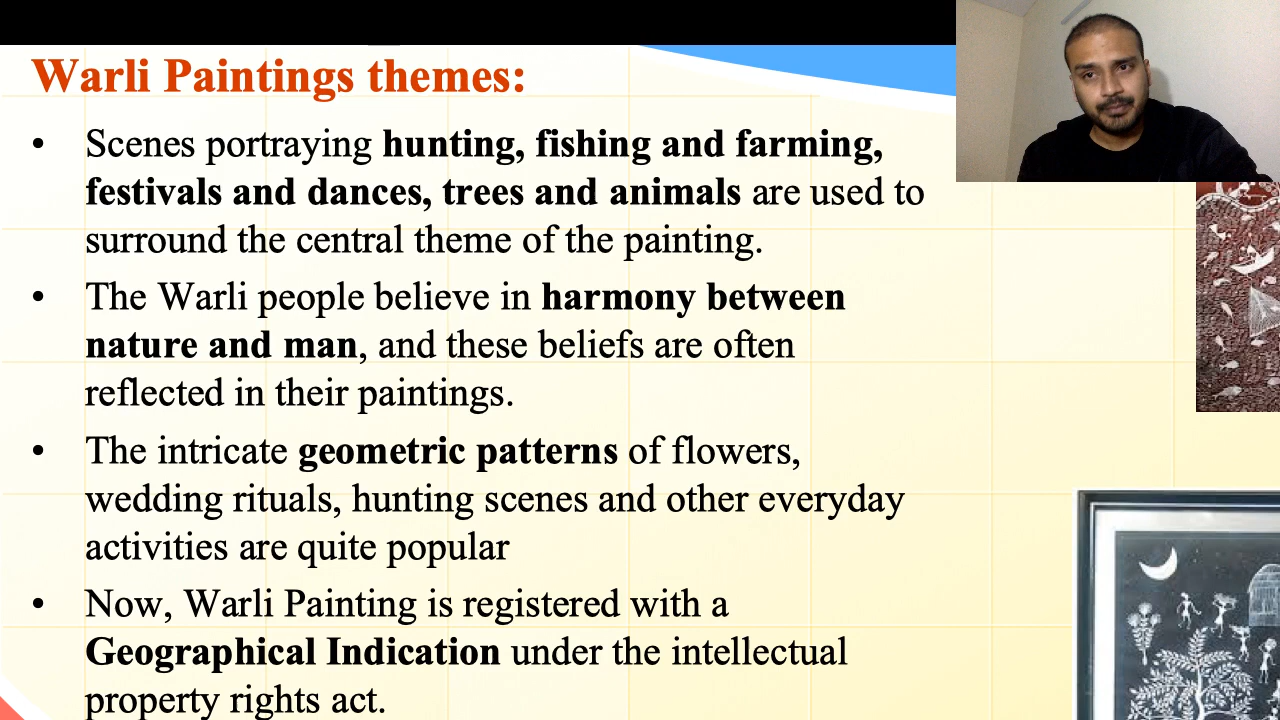 Warli Paintings themes:
• Scenes portraying hunting, fishing and farming,
festivals and dances, trees and animals are used to
surround the central theme of the painting.
• The Warli people believe in harmony between
nature and man, and these beliefs are often
reflected in their paintings.
• The intricate geometric patterns of flowers,
wedding rituals, hunting scenes and other everyday
activities are quite popular
• Now, Warli Painting is registered with a
Geographical Indication under the intellectual
property rights act.